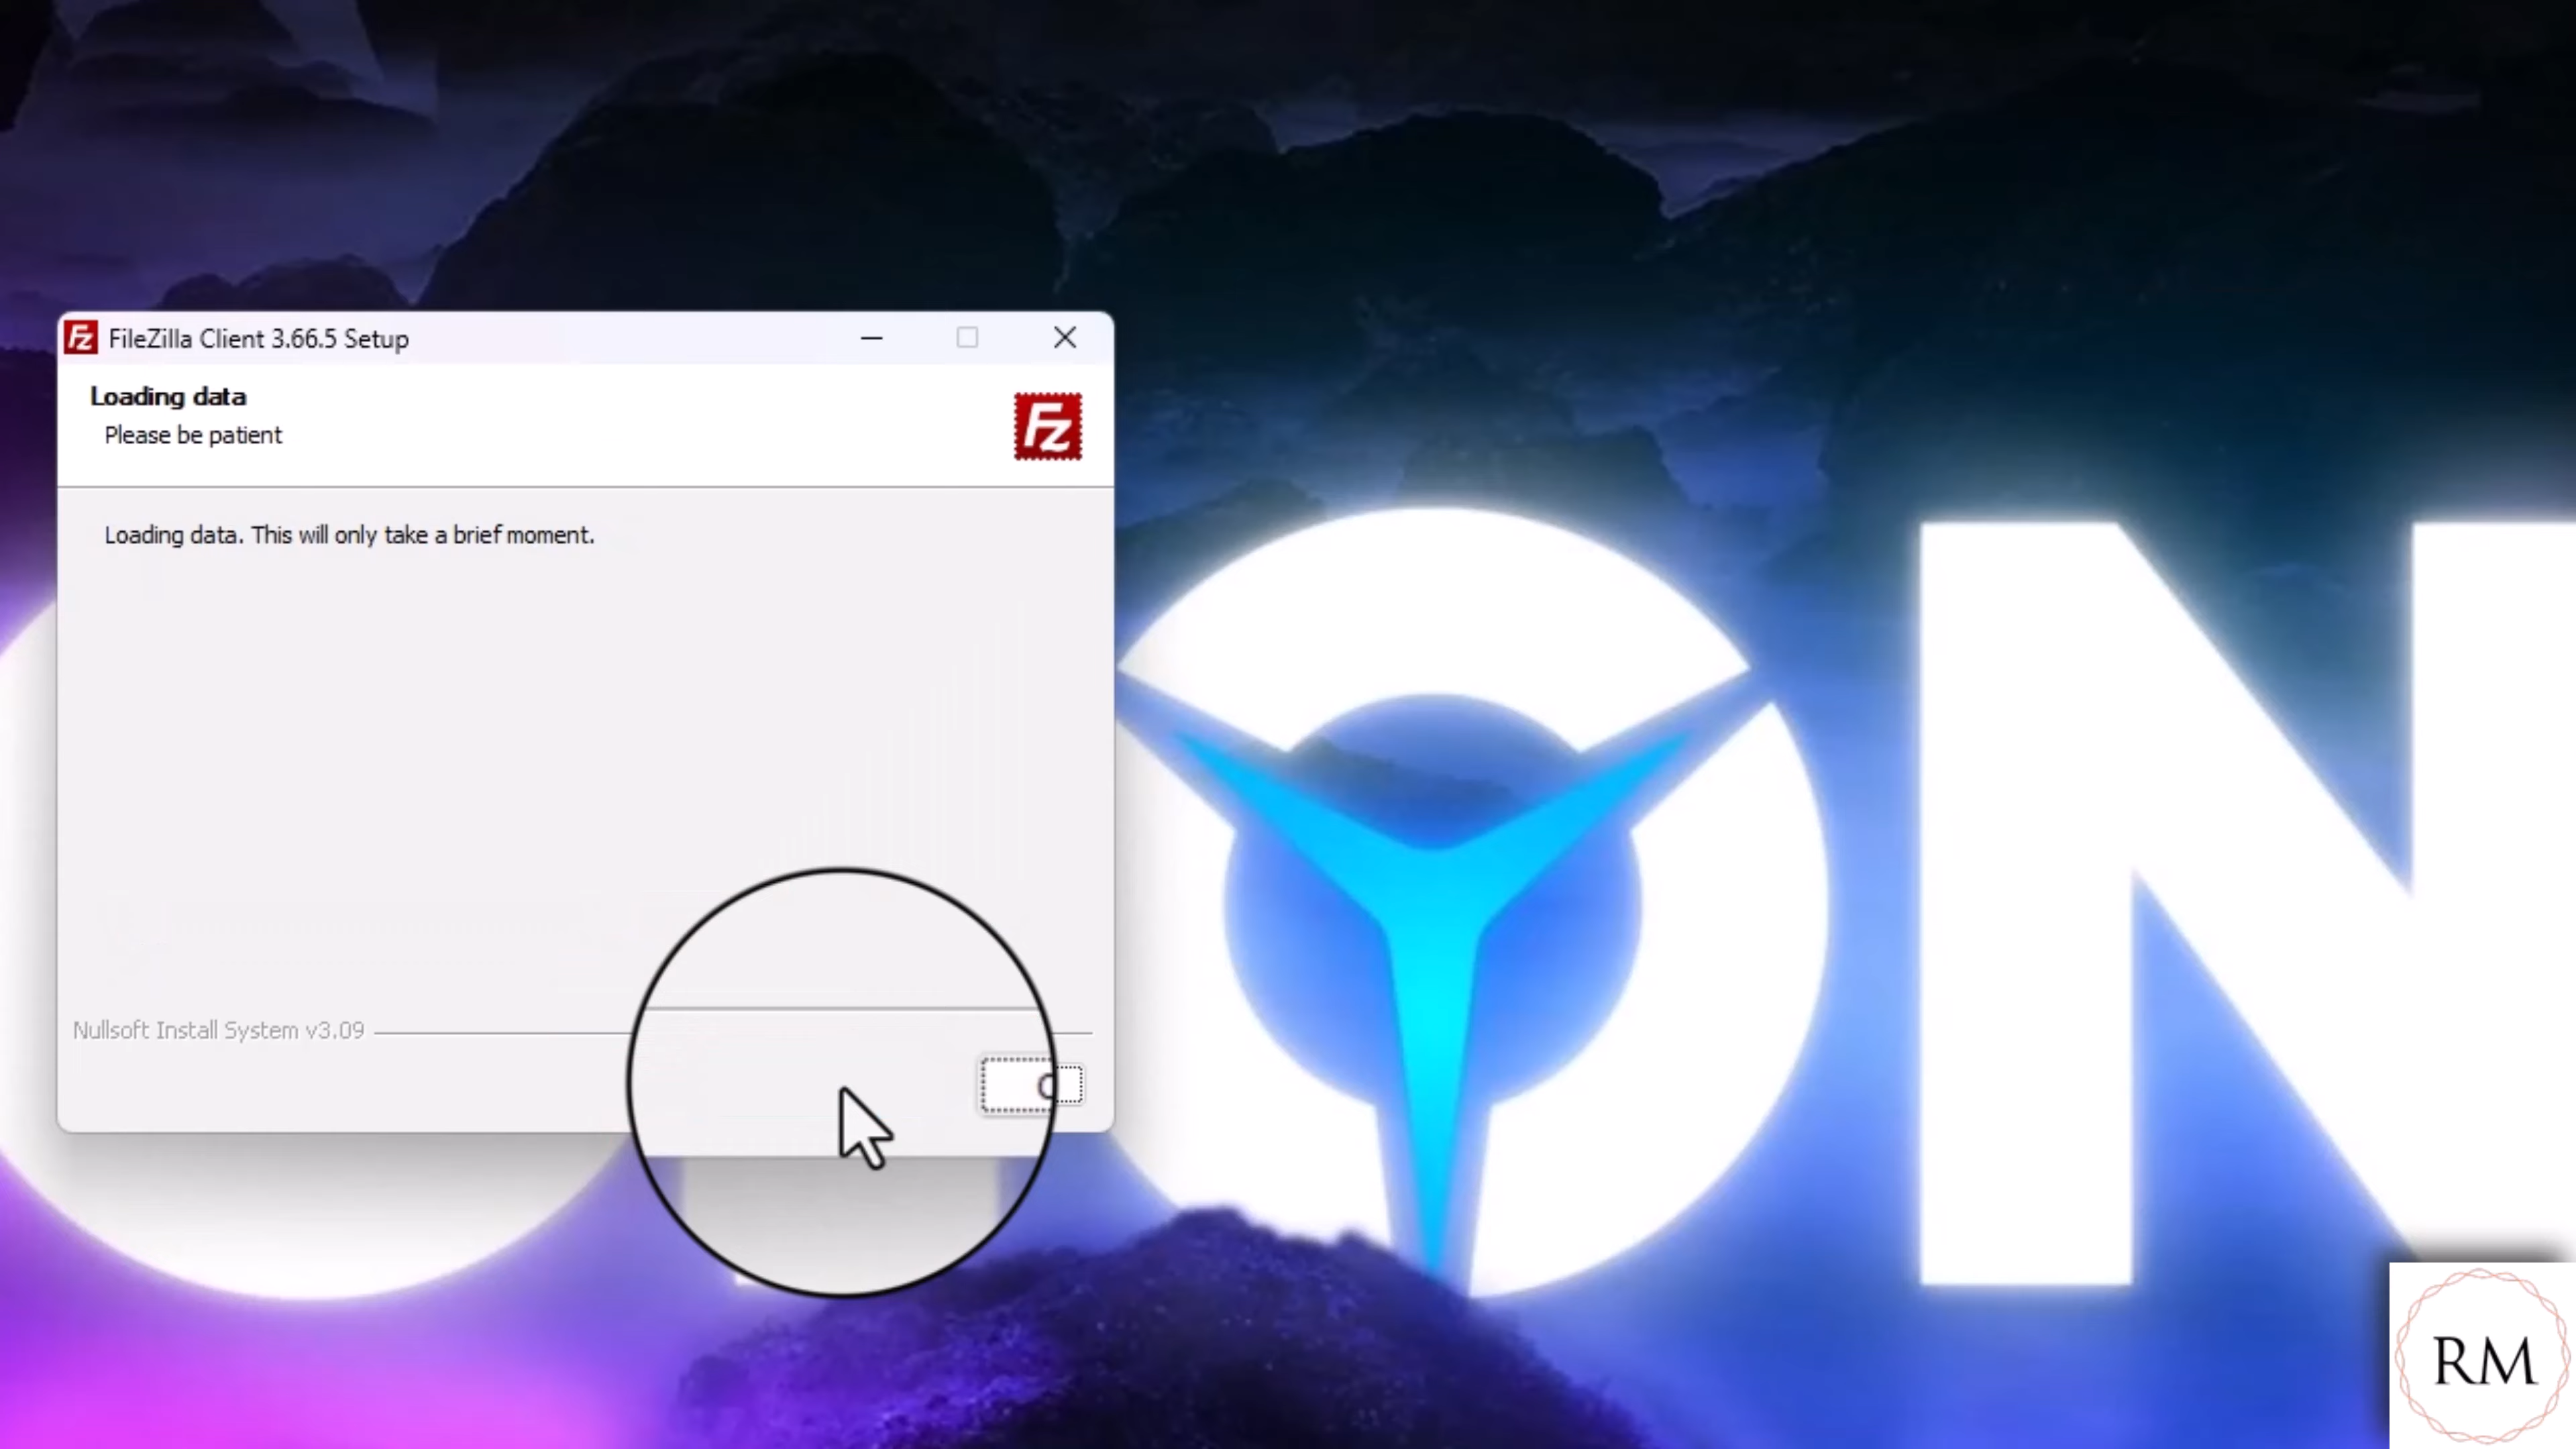 FileZilla Client 3.66.5 Setup
Loading data
Please be patient
Fz
Loading data. This will only take a brief moment.
Nullsoft Install System v3.09
ON
RM